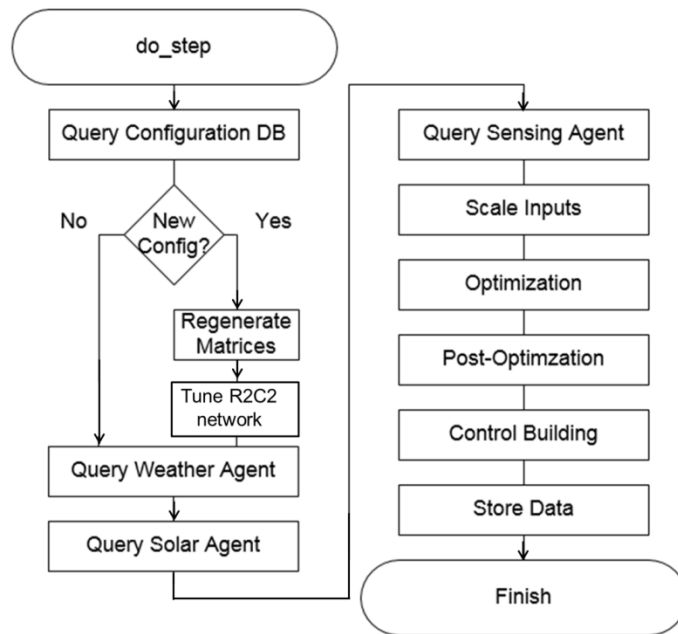 do_step
Query Configuration DB
No
New
Config?
Yes
Regenerate
Matrices
Tune R2C2
network
Query Weather Agent
Query Solar Agent
Query Sensing Agent
Scale Inputs
Optimization
Post-Optimzation
Control Building
Store Data
Finish